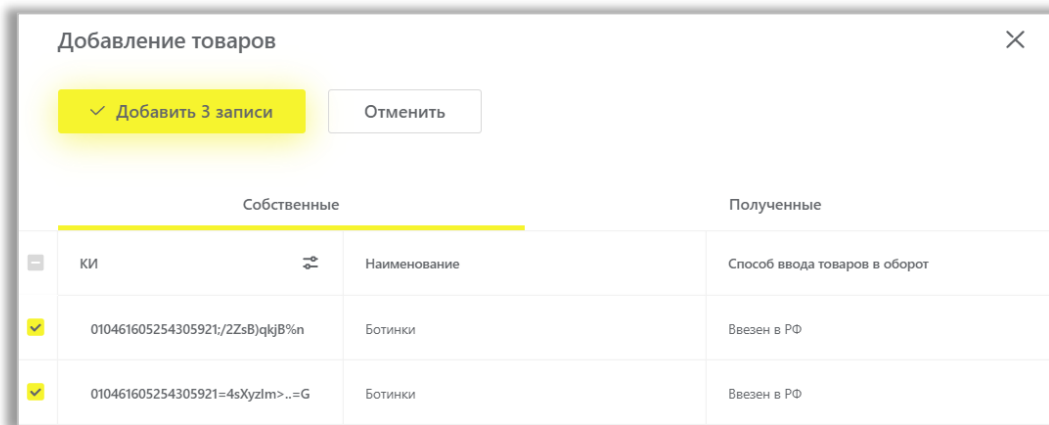 Добавление товаров
Добавить 3 записи
Отменить
Собственные
Полученные
КИ
Наименование
Способ ввода товаров в оборот
010461605254305921;/2ZsB)qkjB%n
Ботинки
Ввезен в РФ
010461605254305921=4sXyzIm>..=G
Ботинки
Ввезен в РФ